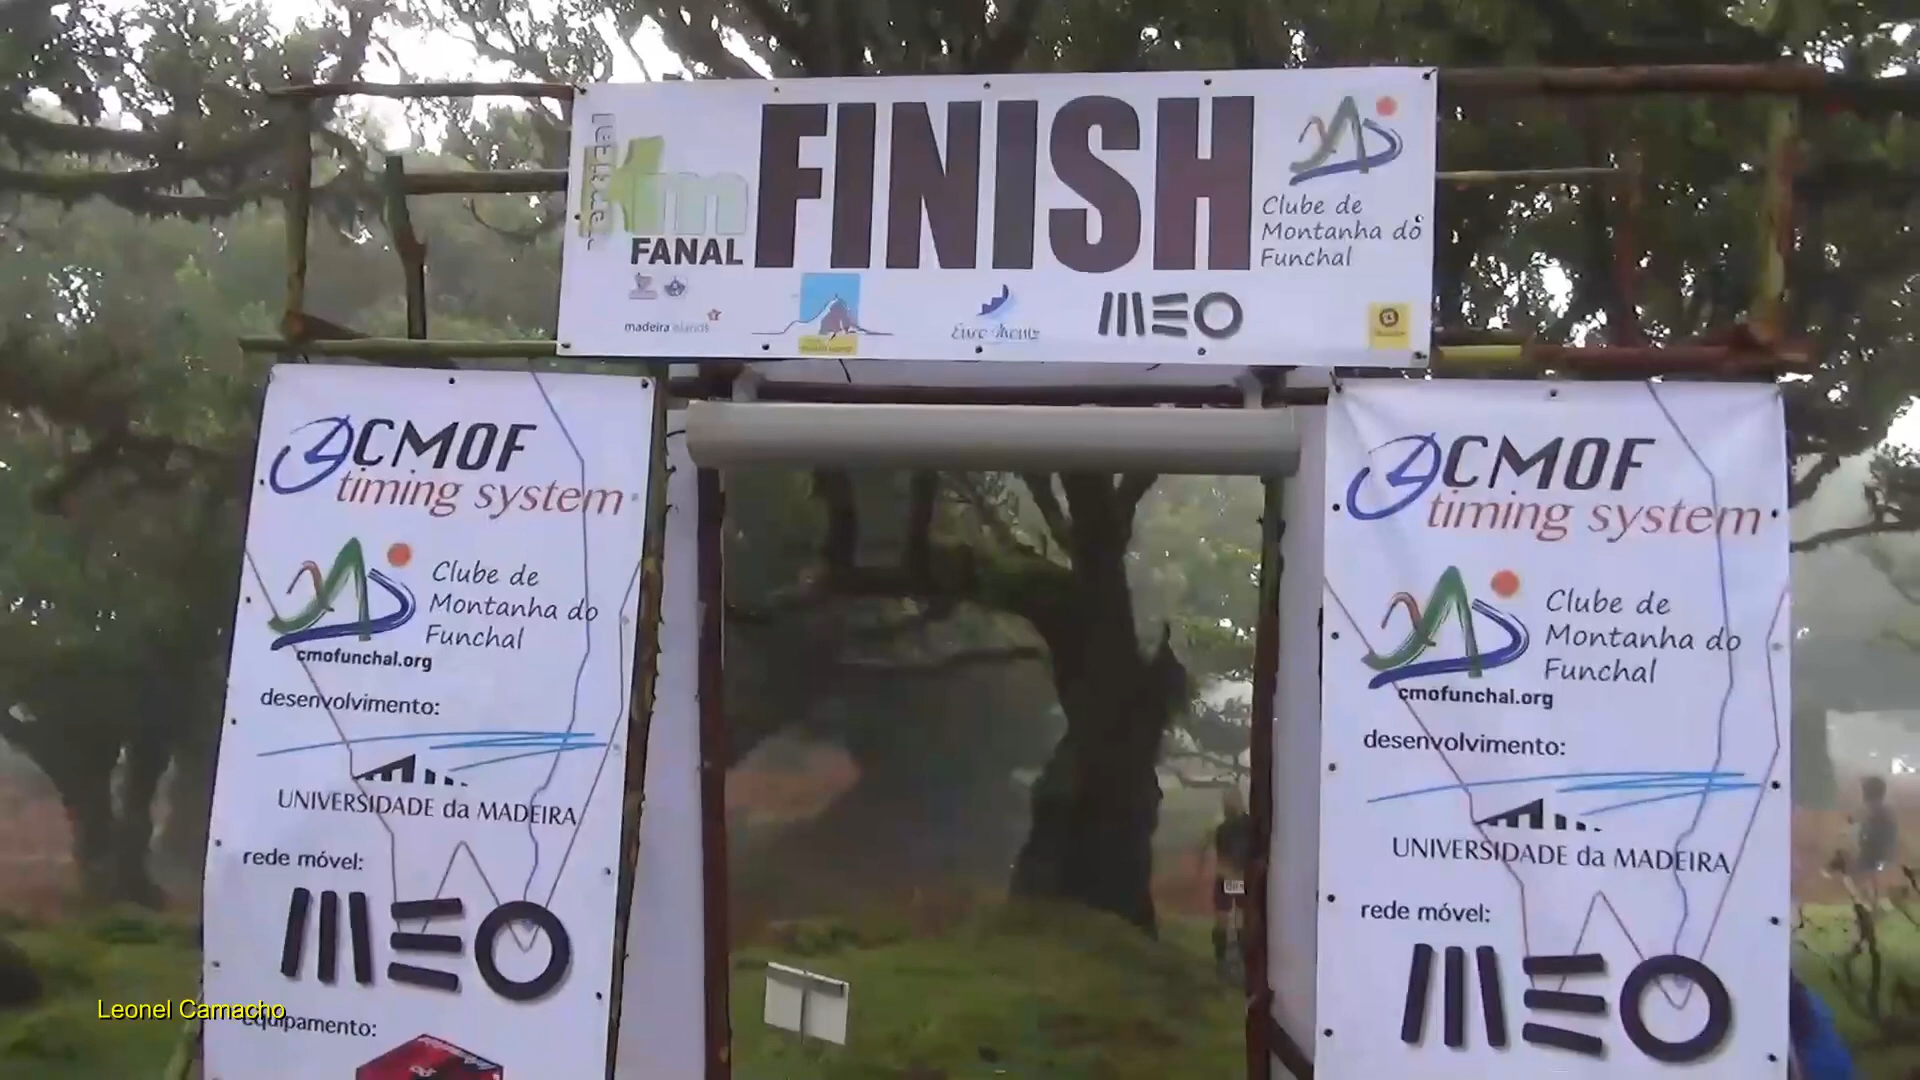 FINISH
FANAL
Clube de
Montanha do
Funchal
madeira islands
Euro Moniz
MEO
CMOF
timing system
Clube de
Montanha do
Funchal
cmofunchal.org
desenvolvimento:
UNIVERSIDADE da MADEIRA
rede móvel:
MEO
equipamento:
CMOF
timing system
Clube de
Montanha do
Funchal
cmofunchal.org
desenvolvimento:
UNIVERSIDADE da MADEIRA
rede móvel:
MEO
Leonel Camacho